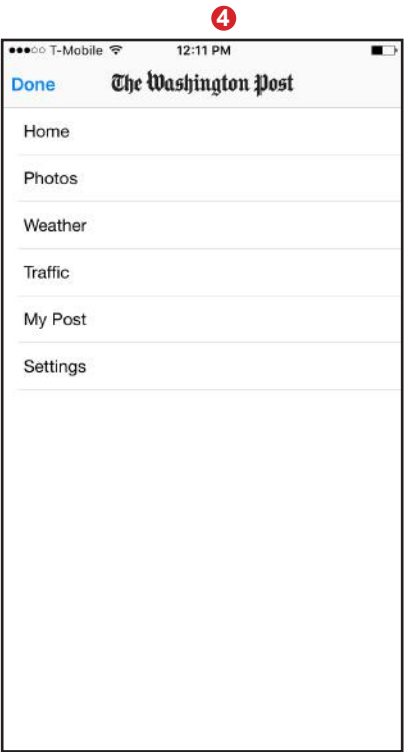 4
T-Mobile 12:11 PM
Done The Washington Post
Home
Photos
Weather
Traffic
My Post
Settings